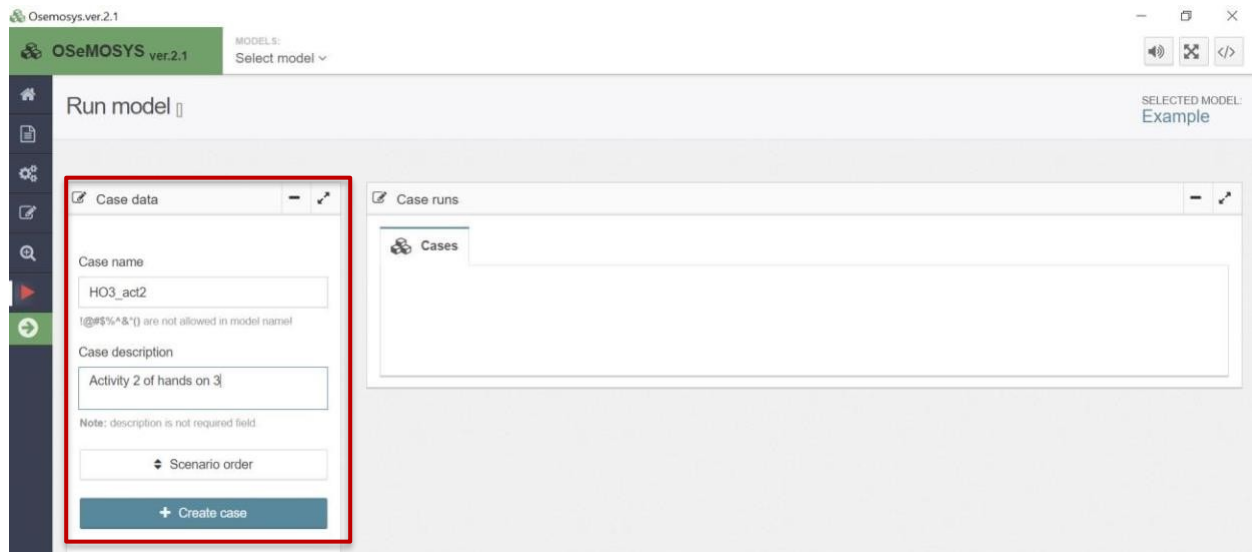 Osemosys.ver.2.1
OSeMOSYS ver.2.1
MODELS:
Select model
Run model
SELECTED MODEL:
Example
Case data
Case name
HO3_act2
!@#$%^&*() are not allowed in model name!
Case description
Activity 2 of hands on 3
Note: description is not required field.
Scenario order
+ Create case
Case runs
Cases